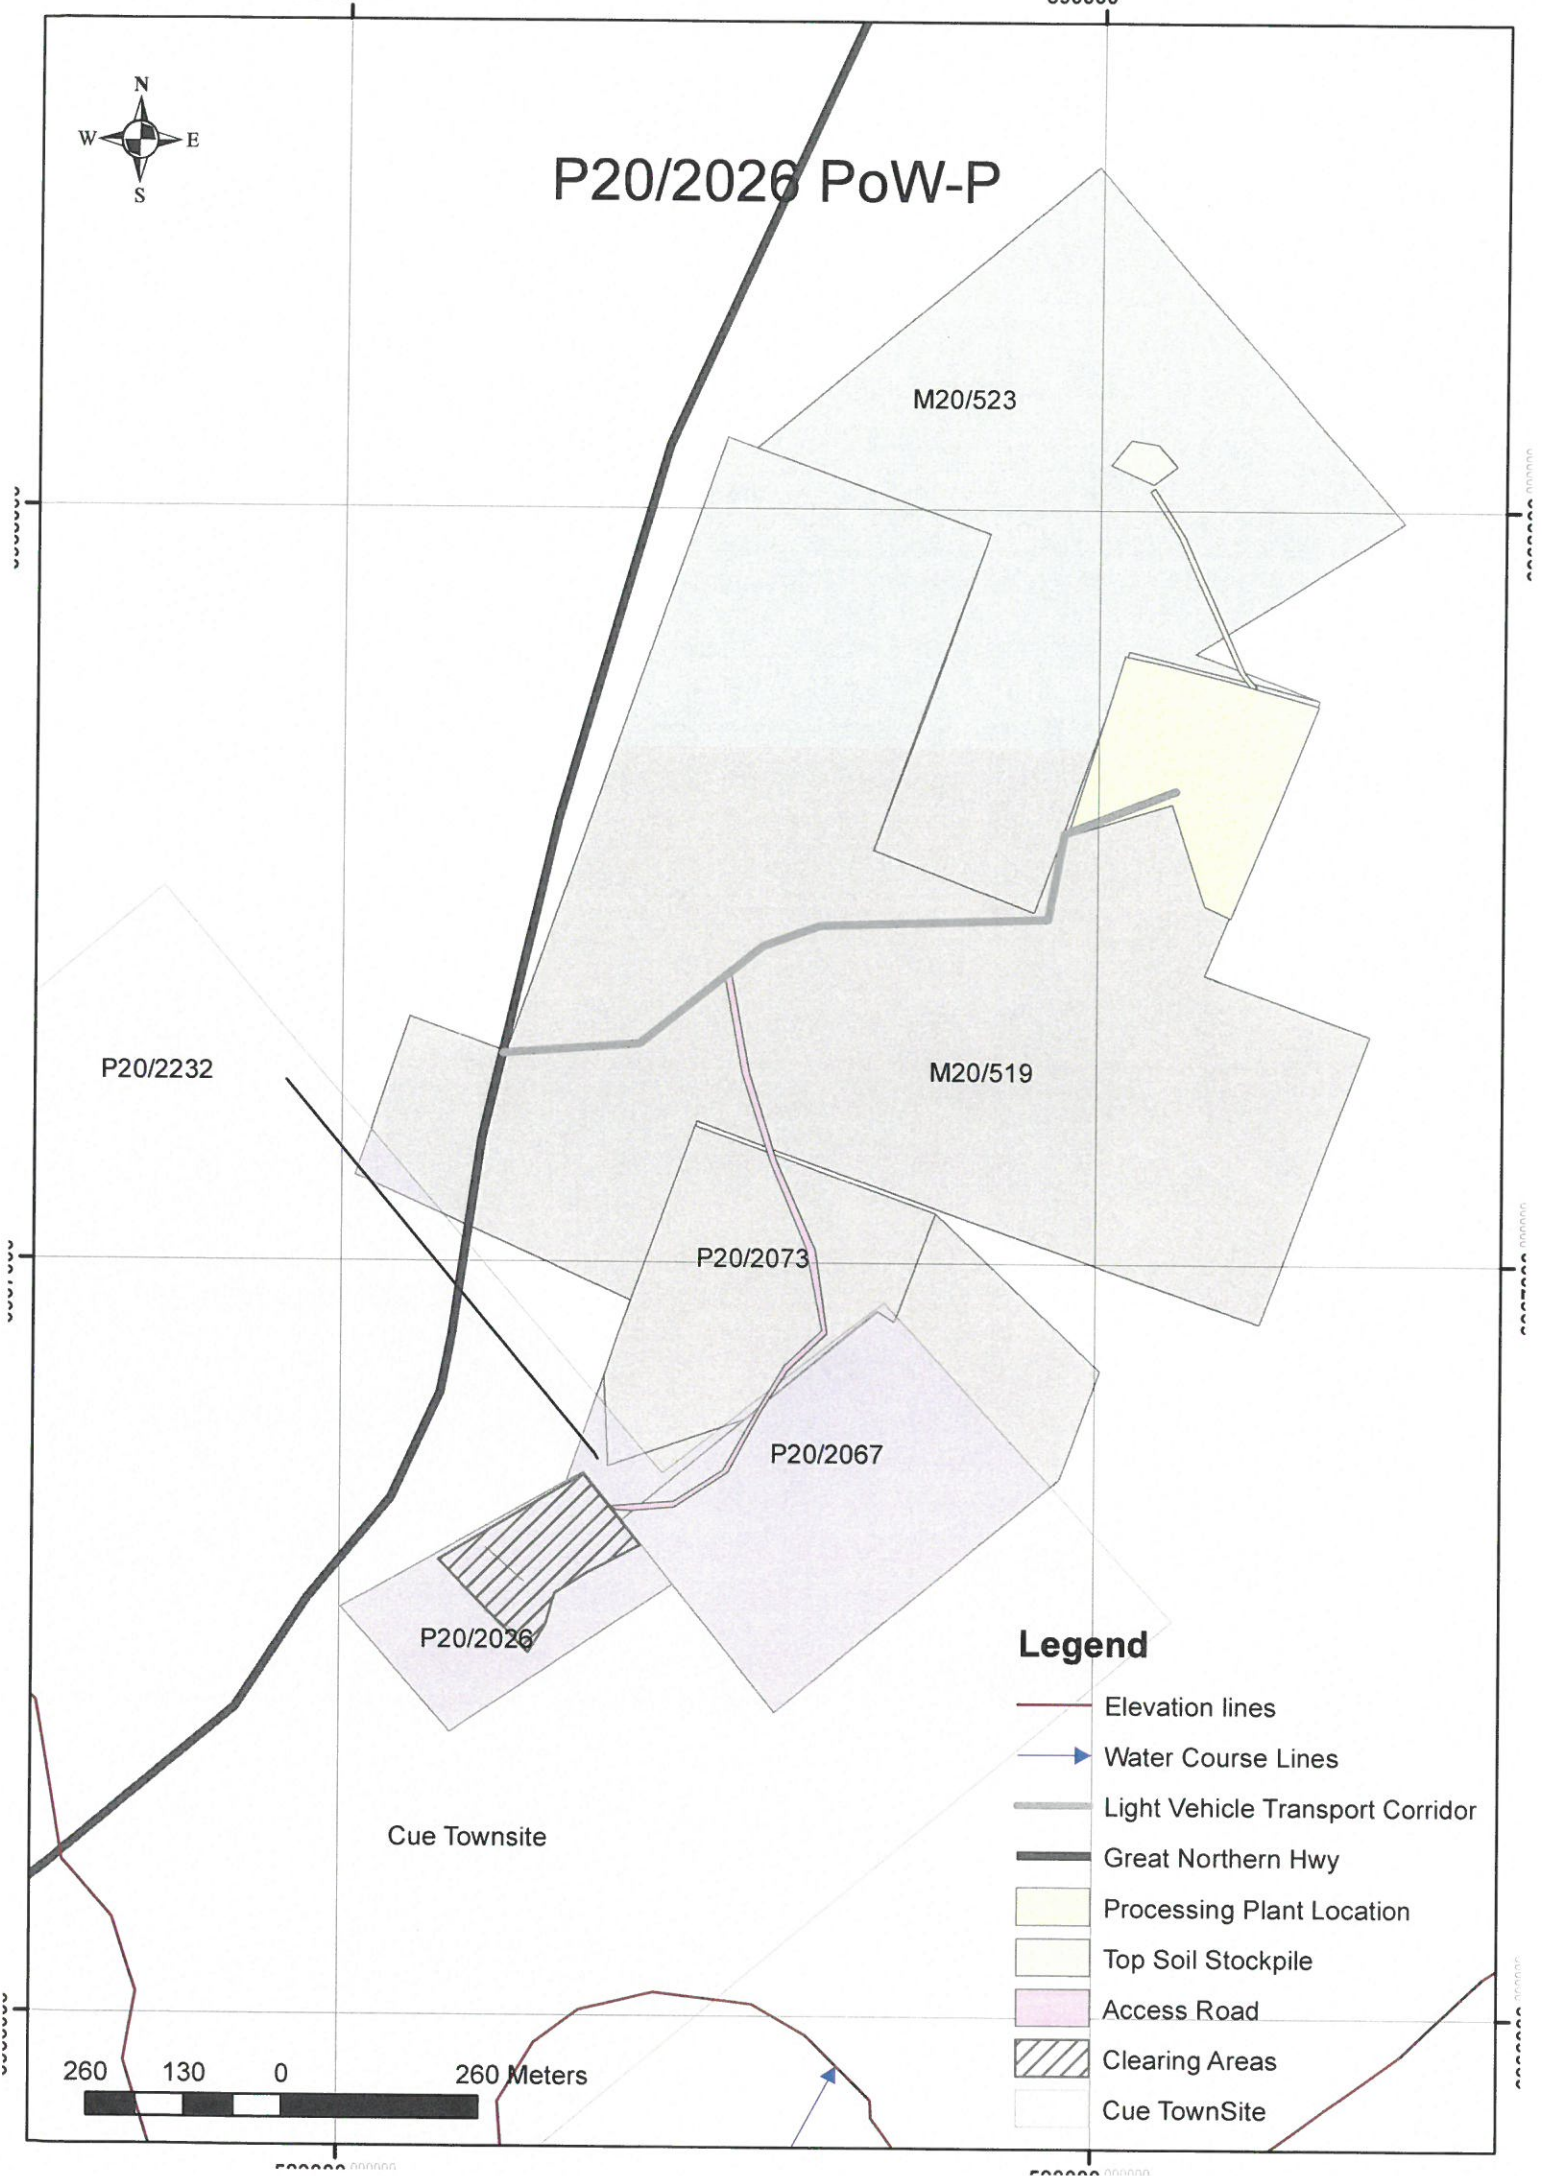 N
W E
S
P20/2026 PoW-P
M20/523
P20/2232
M20/519
P20/2073
P20/2067
P20/2026
Cue Townsite
Legend
Elevation lines
Water Course Lines
Light Vehicle Transport Corridor
Great Northern Hwy
Processing Plant Location
Top Soil Stockpile
Access Road
Clearing Areas
Cue TownSite
260 130 0 260 Meters